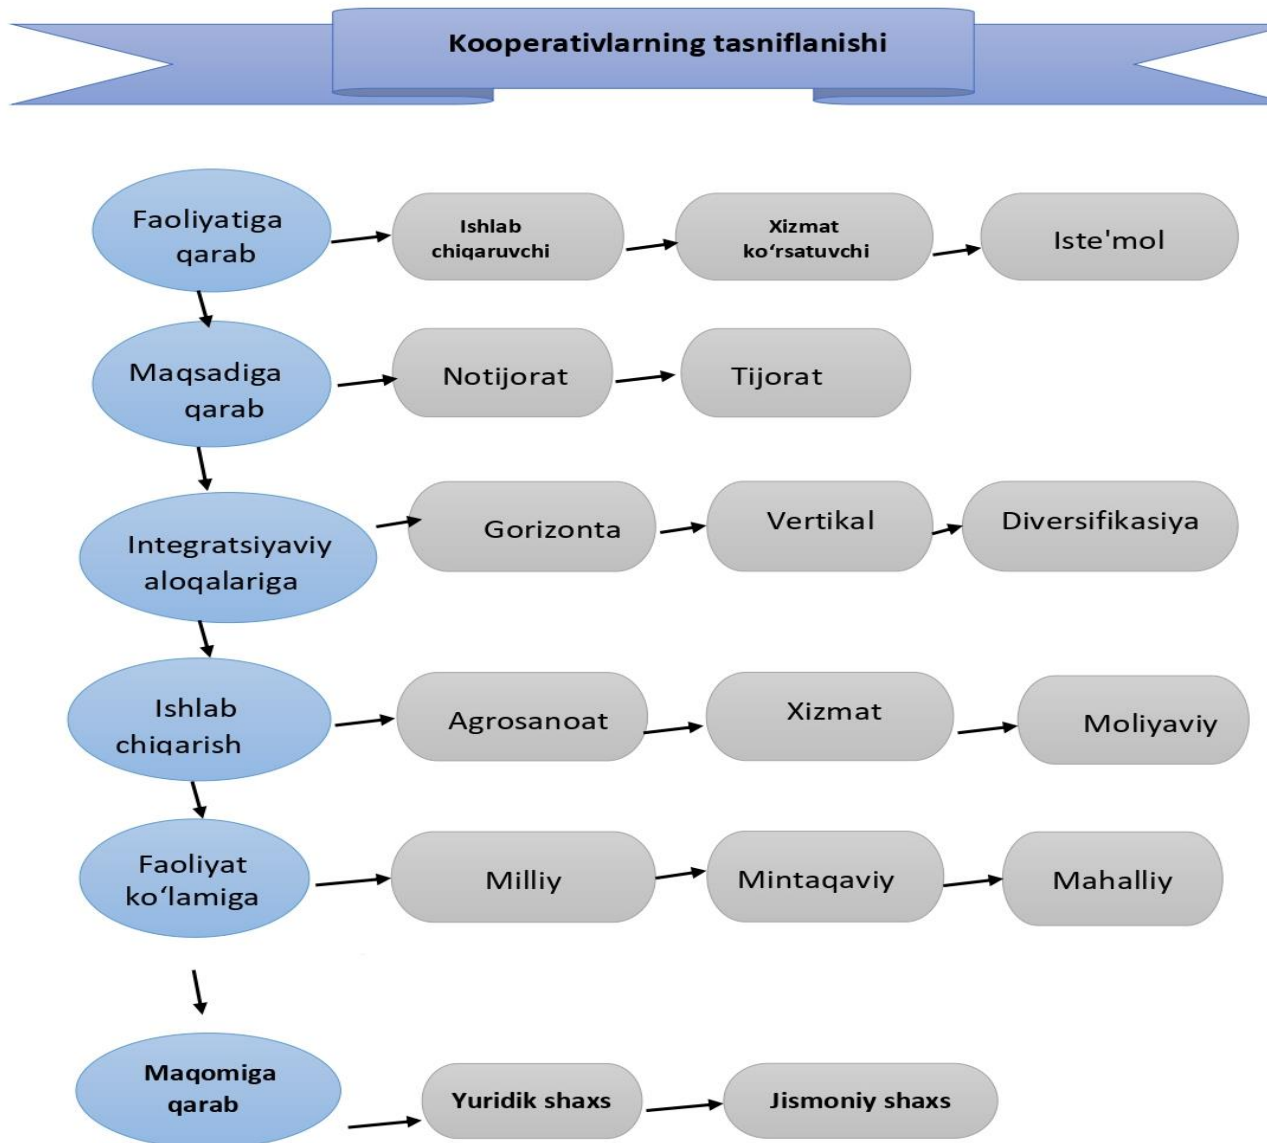 Kooperativlarning tasniflanishi
Faoliyatiga
qarab
Ishlab
chiqaruvchi
Xizmat
ko‘rsatuvchi
Iste'mol
Maqsadiga
qarab
Notijorat
Tijorat
Integratsiyaviy
aloqalariga
Gorizonta
Vertikal
Diversifikasiya
Ishlab
chiqarish
Agrosanoat
Xizmat
Moliyaviy
Faoliyat
ko‘lamiga
Milliy
Mintaqaviy
Mahalliy
Maqomiga
qarab
Yuridik shaxs
Jismoniy shaxs